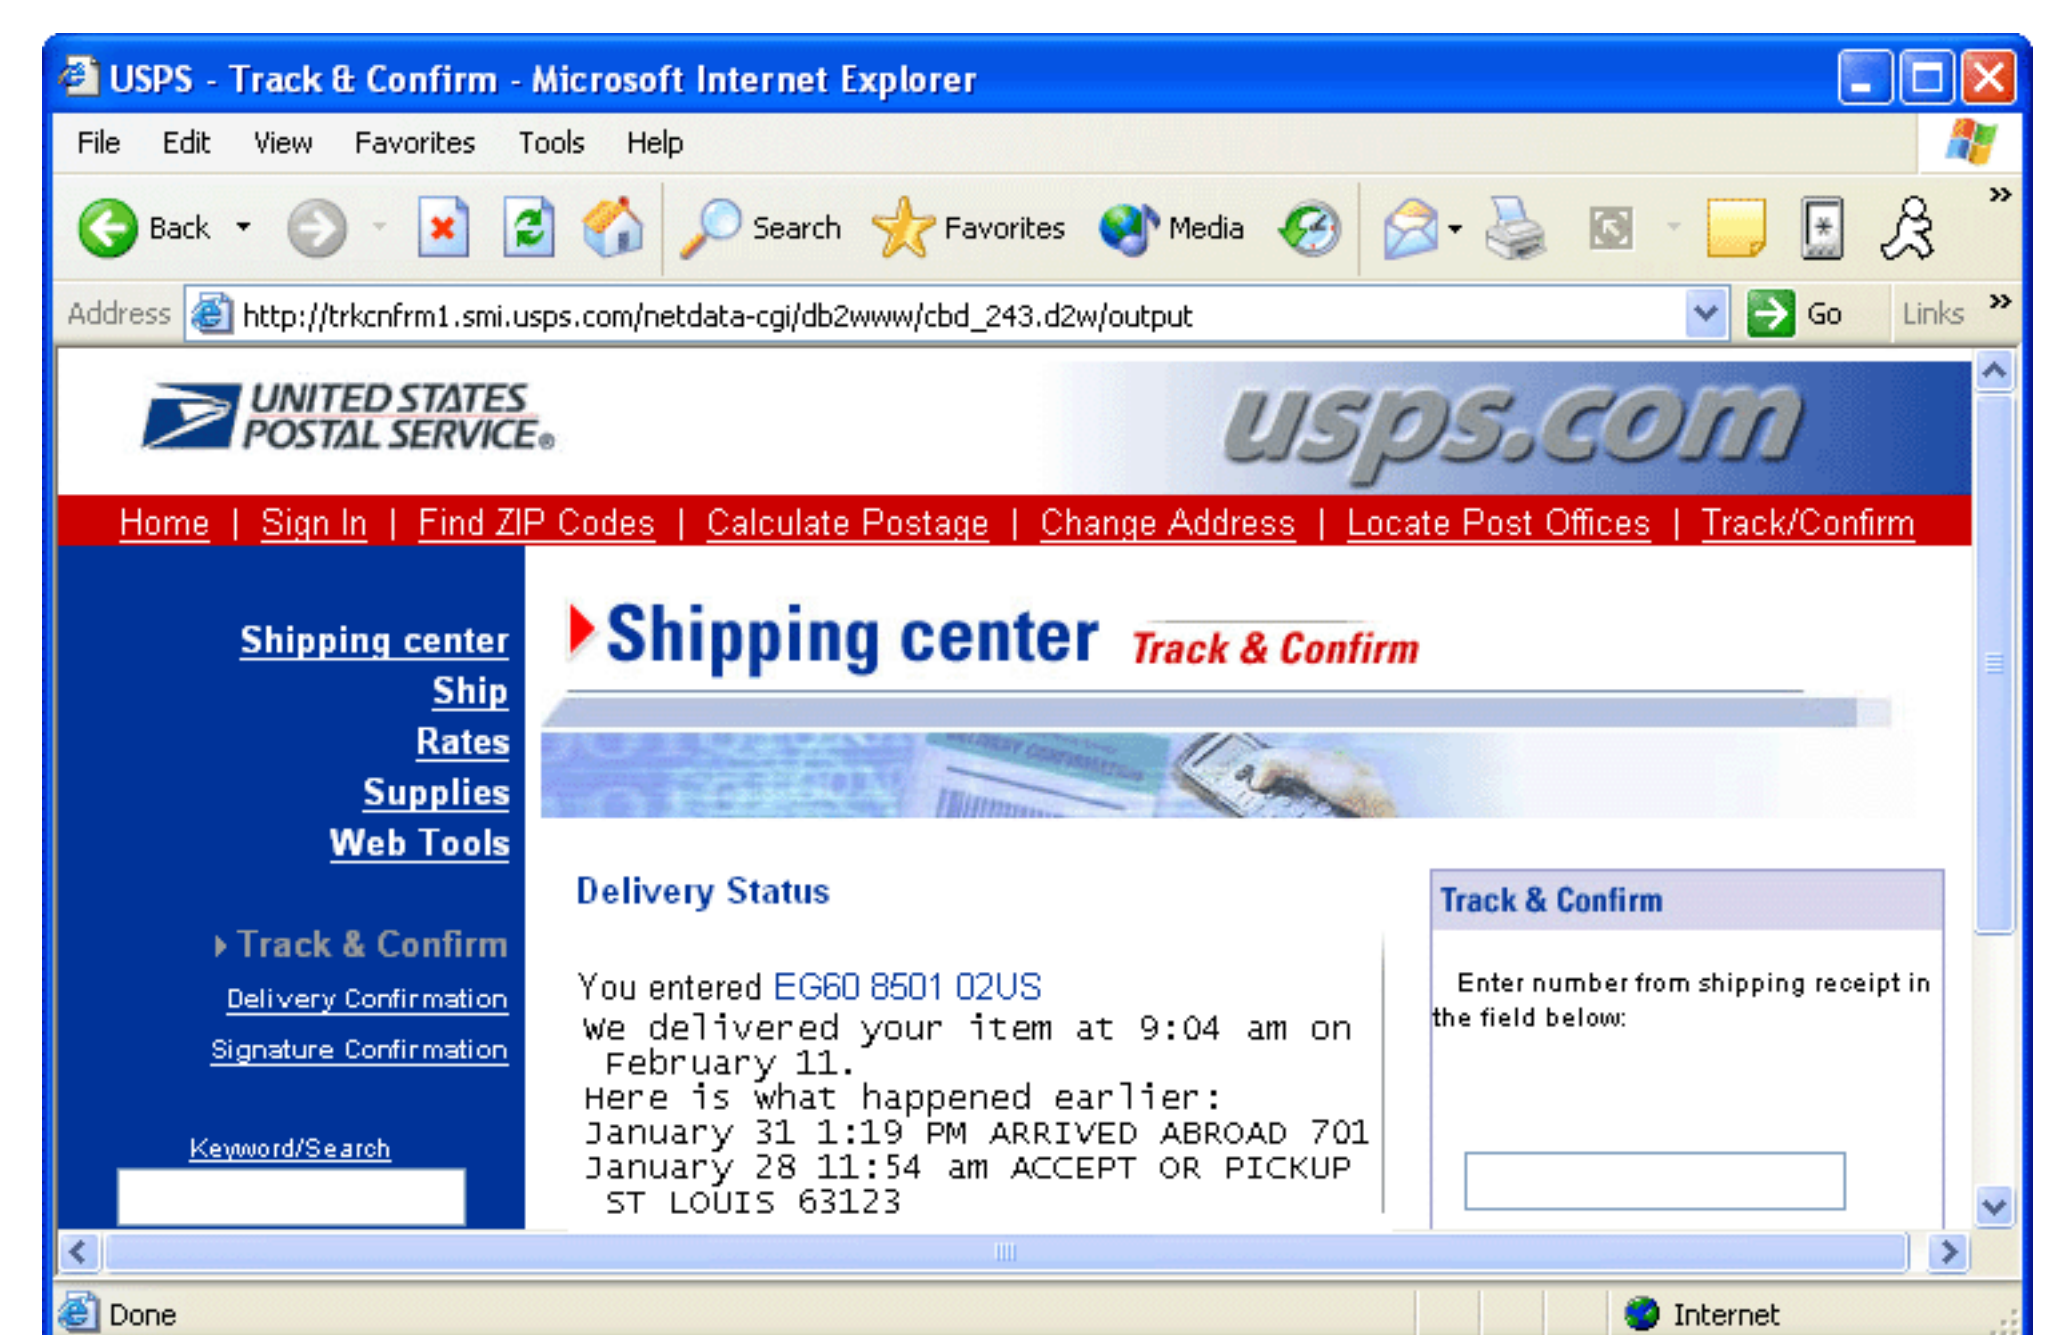 USPS - Track & Confirm - Microsoft Internet Explorer
File Edit View Favorites Tools Help
Back Search Favorites Media
Address http://trkcnfrm1.smi.usps.com/netdata-cgi/db2www/cbd_243.d2w/output Go Links
UNITED STATES
POSTAL SERVICE®
usps.com
Home | Sign In | Find ZIP Codes | Calculate Postage | Change Address | Locate Post Offices | Track/Confirm
Shipping center
Ship
Rates
Supplies
Web Tools
Track & Confirm
Delivery Confirmation
Signature Confirmation
Keyword/Search
Shipping center Track & Confirm
DELIVERY CONFIRMATION
Delivery Status
You entered EG60 8501 02US
We delivered your item at 9:04 am on
February 11.
Here is what happened earlier:
January 31 1:19 PM ARRIVED ABROAD 701
January 28 11:54 am ACCEPT OR PICKUP
ST LOUIS 63123
Track & Confirm
Enter number from shipping receipt in
the field below:
Done Internet